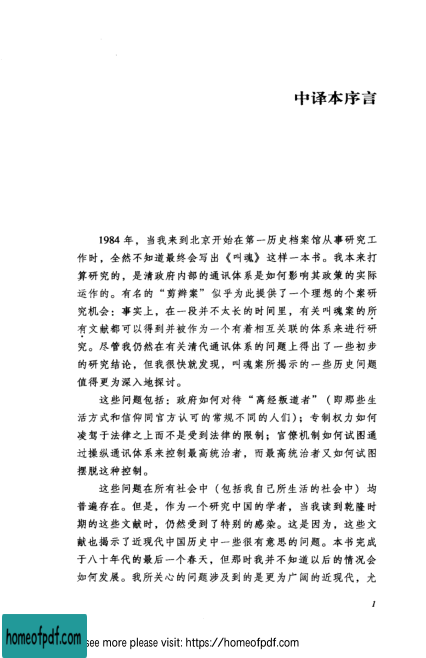 中译本序言
1984 年，当我来到北京开始在第一历史档案馆从事研究工
作时，全然不知道最终会写出《叫魂》这样一本书。我本来打
算研究的，是清政府内部的通讯体系是如何影响其政策的实际
运作的。有名的“剪辫案”似乎为此提供了一个理想的个案研
究机会：事实上，在一段并不太长的时间里，有关叫魂案的所
有文献都可以得到并被作为一个有着相互关联的体系来进行研
究。尽管我仍然在有关清代通讯体系的问题上得出了一些初步
的研究结论，但我很快就发现，叫魂案所揭示的一些历史问题
值得更为深入地探讨。
这些问题包括：政府如何对待“离经叛道者”（即那些生
活方式和信仰同官方认可的常规不同的人们）；专制权力如何
凌驾于法律之上而不是受到法律的限制；官僚机制如何试图通
过操纵通讯体系来控制最高统治者，而最高统治者又如何试图
摆脱这种控制。
这些问题在所有社会中（包括我自己所生活的社会中）均
普遍存在。但是，作为一个研究中国的学者，当我读到乾隆时
期的这些文献时，仍然受到了特别的感染。这是因为，这些文
献也揭示了近现代中国历史中一些很有意思的问题。本书完成
于八十年代的最后一个春天，但那时我并不知道以后的情况会
如何发展。我所关心的问题涉及到的是更为广阔的近现代，尤
1
homeofpdf.com
see more please visit: https://homeofpdf.com